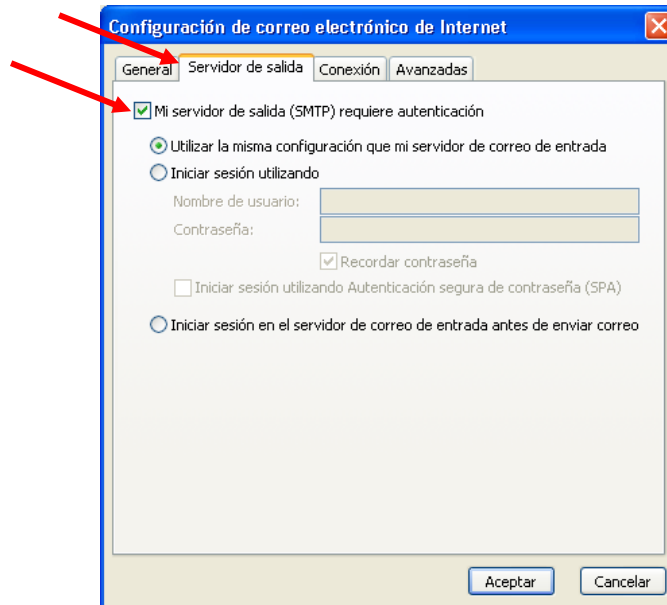 Configuración de correo electrónico de Internet
General Servidor de salida Conexión Avanzadas
Mi servidor de salida (SMTP) requiere autenticación
Utilizar la misma configuración que mi servidor de correo de entrada
Iniciar sesión utilizando
Nombre de usuario:
Contraseña:
Recordar contraseña
Iniciar sesión utilizando Autenticación segura de contraseña (SPA)
Iniciar sesión en el servidor de correo de entrada antes de enviar correo
Aceptar Cancelar